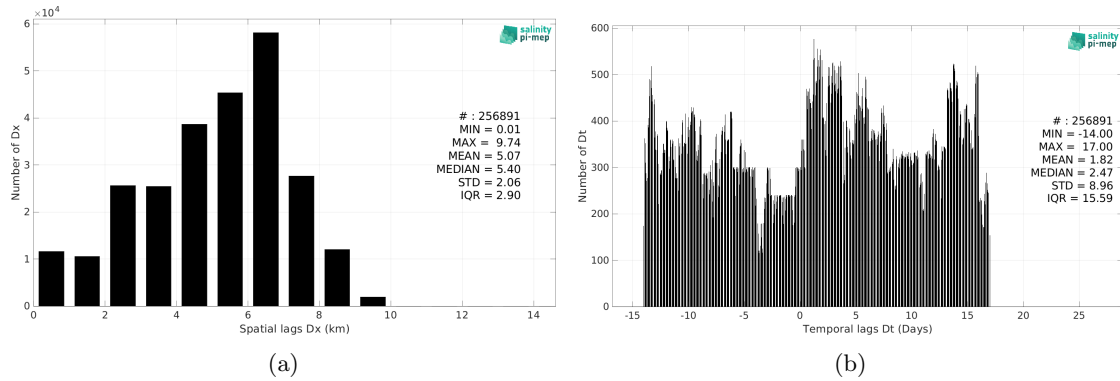 ×10⁴
6
5
4
3
2
1
0
Number of Dx
0 2 4 6 8 10 12 14
Spatial lags Dx (km)
salinity
pi-mep
# : 256891
MIN = 0.01
MAX = 9.74
MEAN = 5.07
MEDIAN = 5.40
STD = 2.06
IQR = 2.90
(a)
600
500
400
300
200
100
0
Number of Dt
-15 -10 -5 0 5 10 15 20 25
Temporal lags Dt (Days)
salinity
pi-mep
# : 256891
MIN = -14.00
MAX = 17.00
MEAN = 1.82
MEDIAN = 2.47
STD = 8.96
IQR = 15.59
(b)